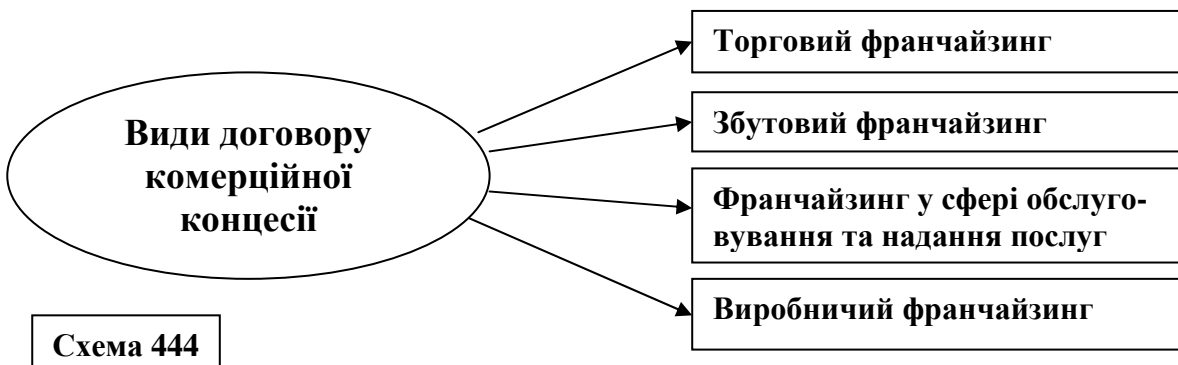 Види договору
комерційної
концесії
Торговий франчайзинг
Збутовий франчайзинг
Франчайзинг у сфері обслуго-
вування та надання послуг
Виробничий франчайзинг
Схема 444